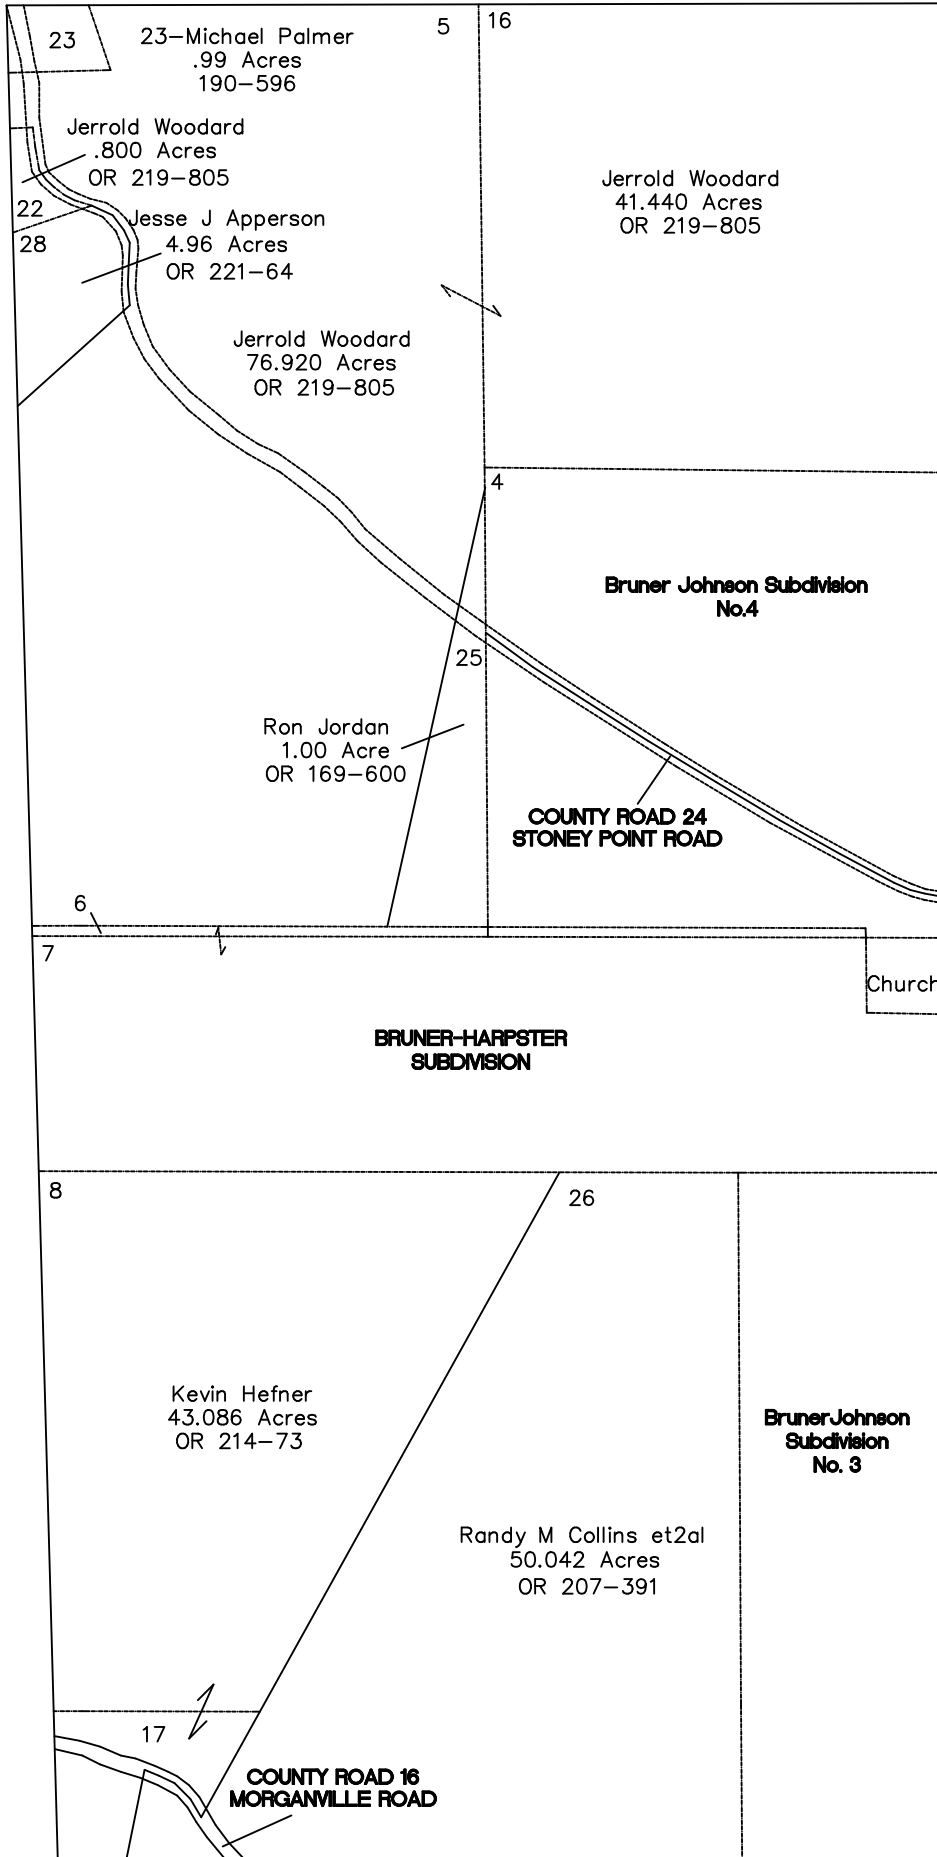 5
16
23
23-Michael Palmer
.99 Acres
190-596
Jerrold Woodard
.800 Acres
OR 219-805
Jerrold Woodard
41.440 Acres
OR 219-805
22
28
Jesse J Apperson
4.96 Acres
OR 221-64
Jerrold Woodard
76.920 Acres
OR 219-805
4
Bruner Johnson Subdivision
No.4
25
Ron Jordan
1.00 Acre
OR 169-600
COUNTY ROAD 24
STONEY POINT ROAD
6
7
Church
BRUNER-HARPSTER
SUBDIVISION
8
26
Kevin Hefner
43.086 Acres
OR 214-73
BrunerJohnson
Subdivision
No. 3
Randy M Collins et2al
50.042 Acres
OR 207-391
17
COUNTY ROAD 16
MORGANVILLE ROAD